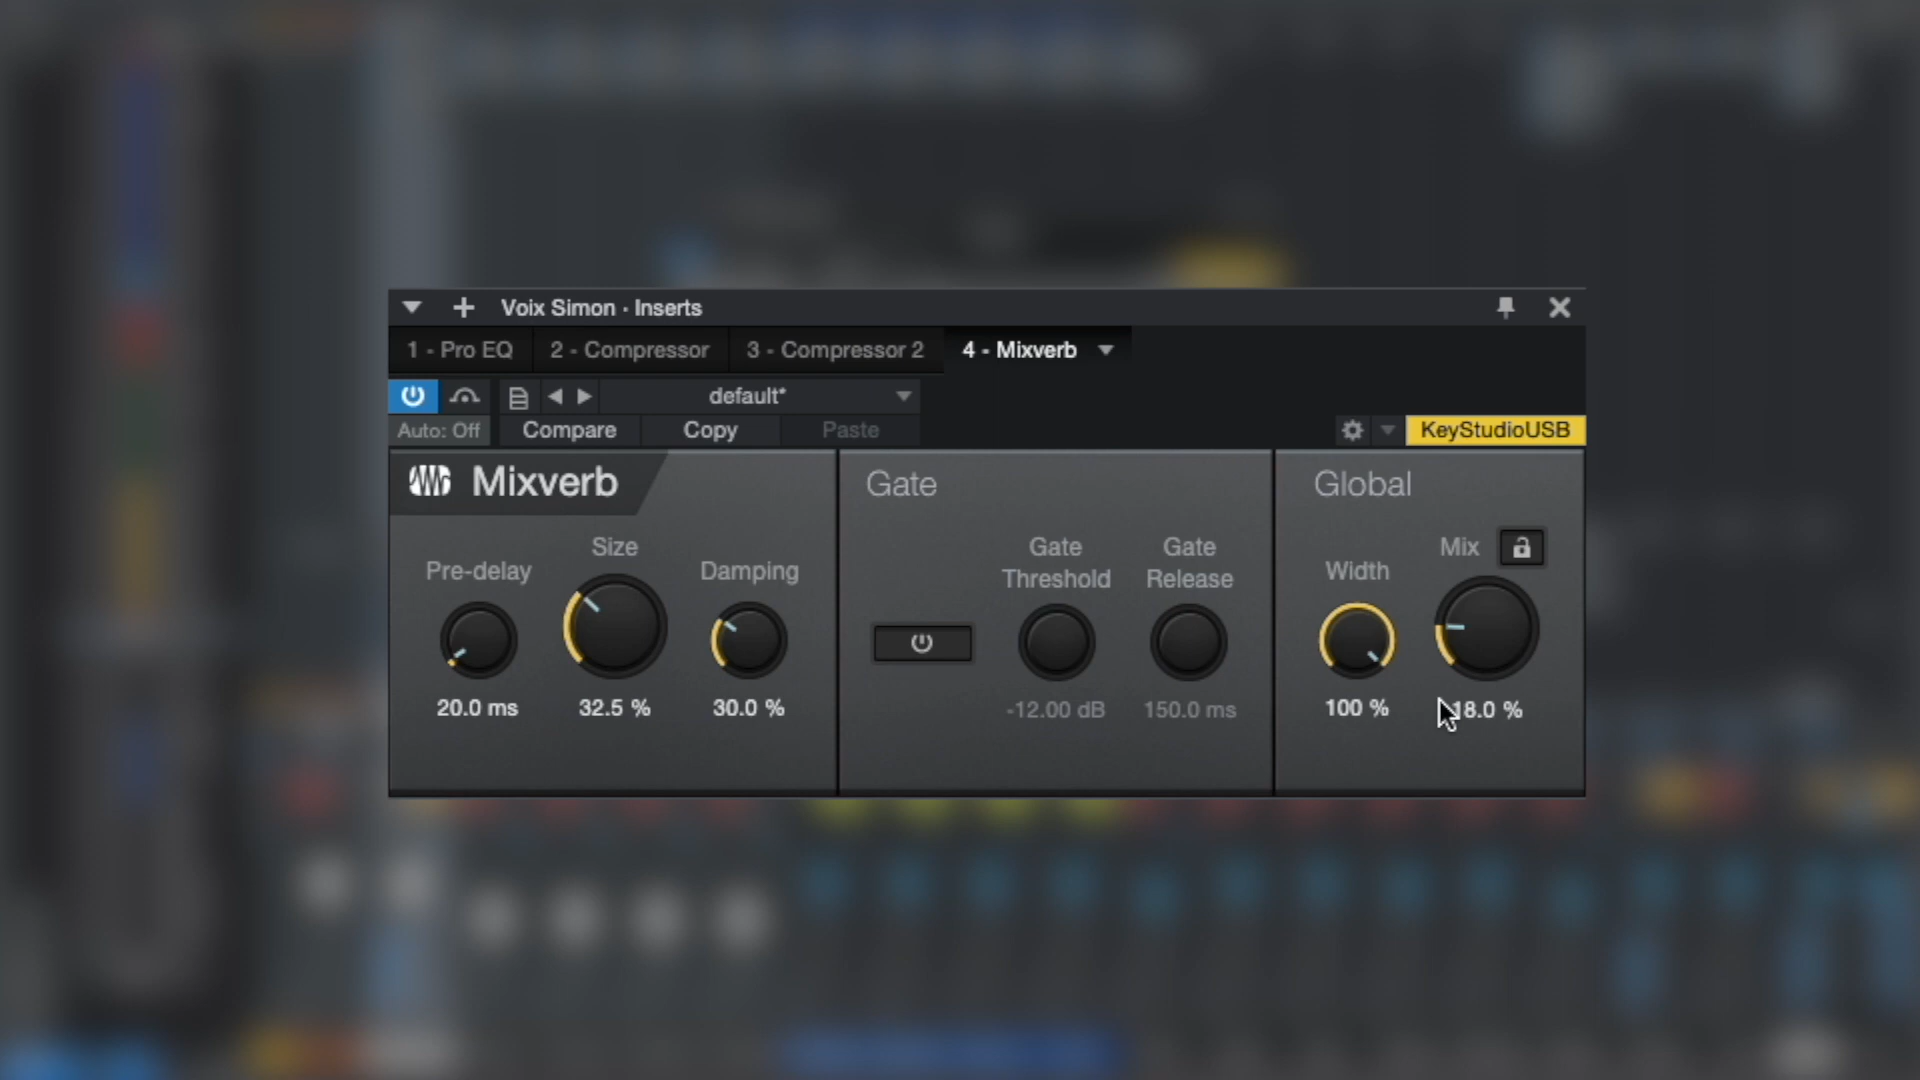 Voix Simon · Inserts
1 - Pro EQ 2 - Compressor 3 - Compressor 2 4 - Mixverb
default*
Auto: Off Compare Copy Paste KeyStudioUSB
Mixverb Gate Global
Pre-delay Size Damping Gate Threshold Gate Release Width Mix
20.0 ms 32.5 % 30.0 % -12.00 dB 150.0 ms 100 % 18.0 %